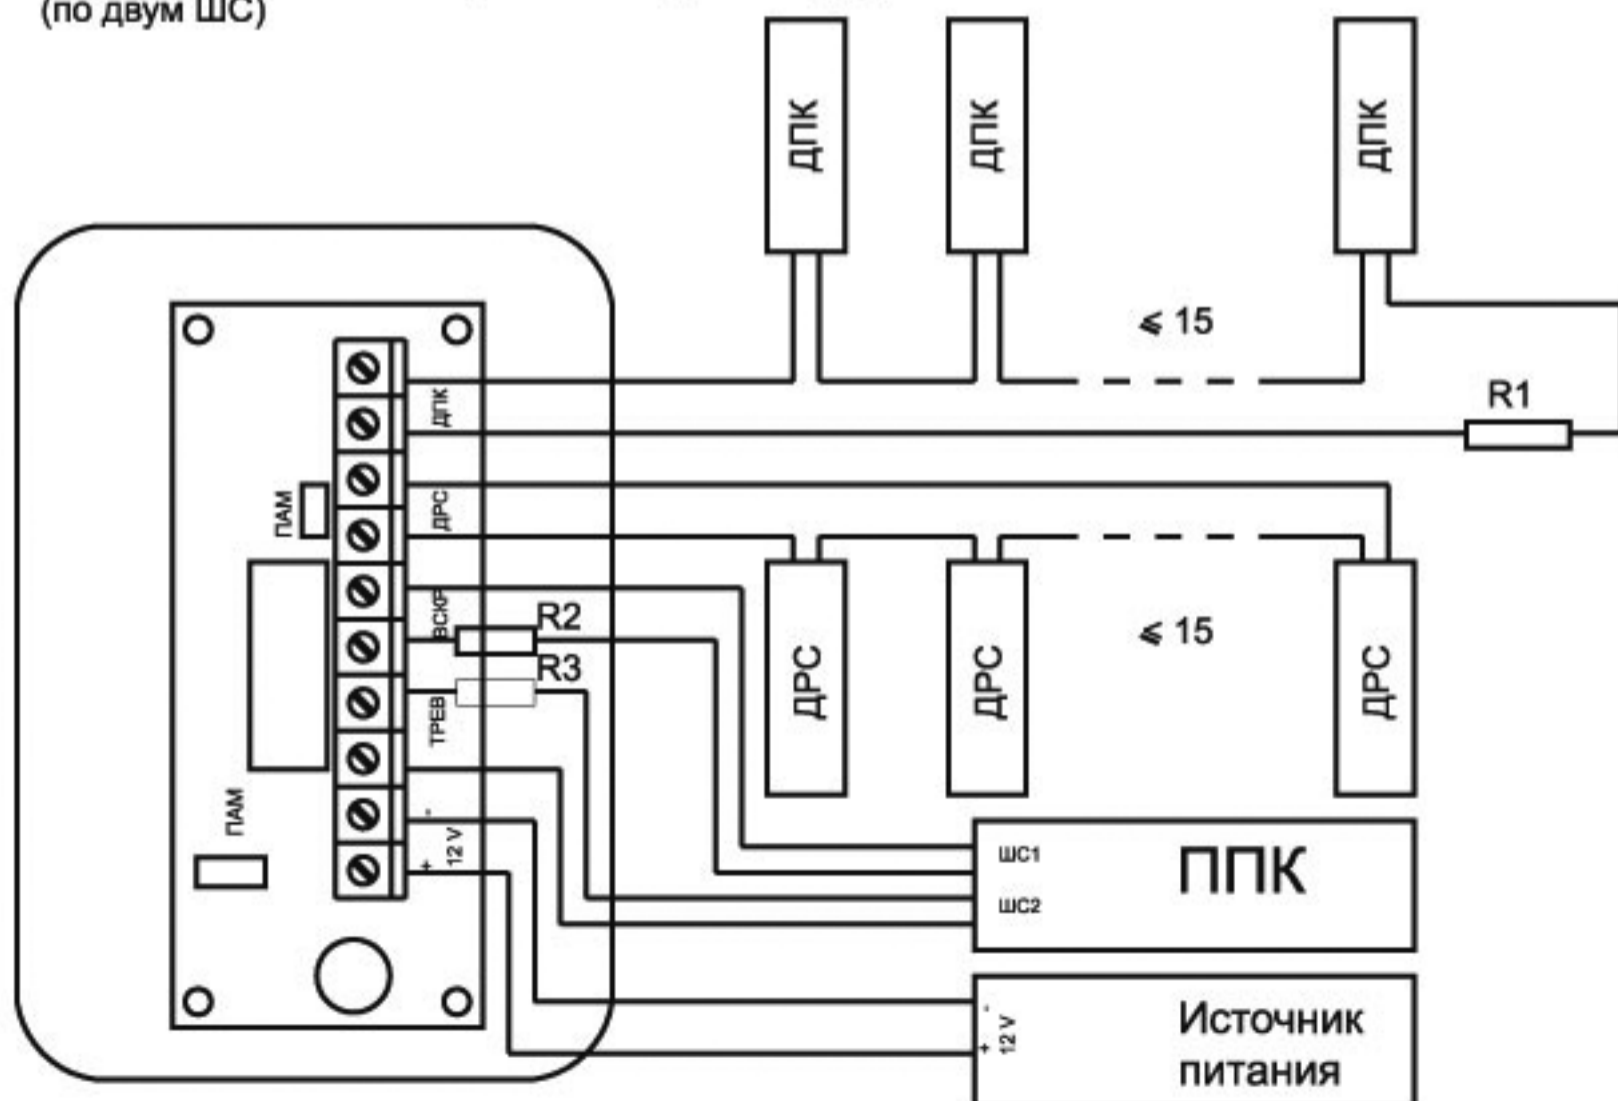 (по двум ШС)
ДПК
ДПК
ДПК
⩽ 15
R1
ДПК
ПАМ
ДРС
ВСКР
R2
R3
ТРЕВ
ДРС
ДРС
⩽ 15
ДРС
ПАМ
-
12 V
+
ШС1
ППК
ШС2
-
12 V
+
Источник
питания